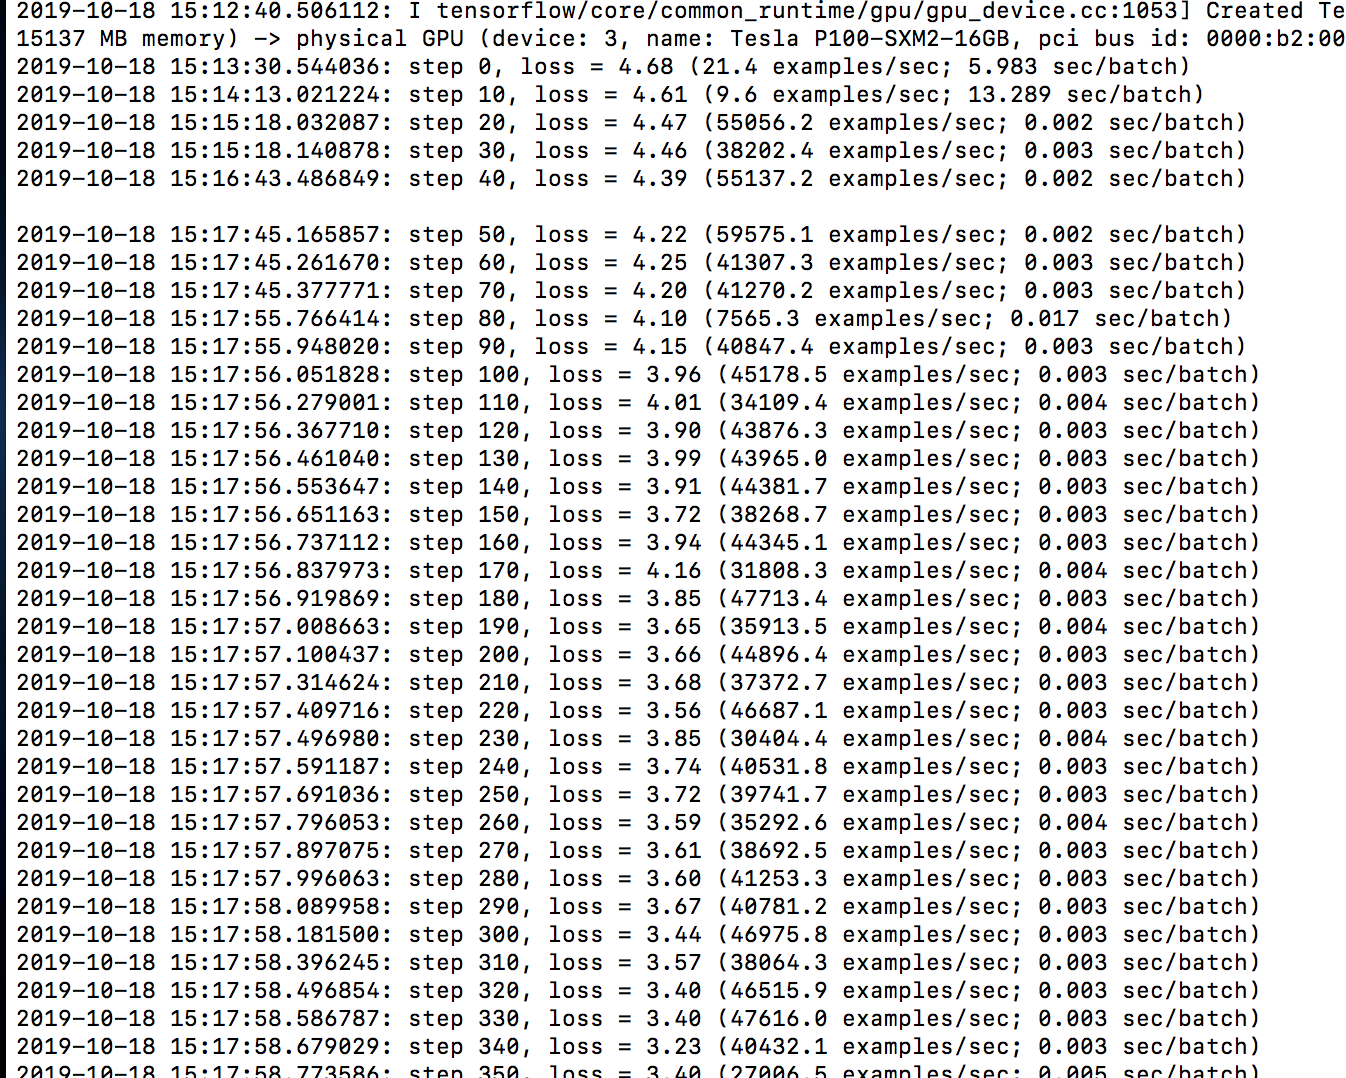 2019-10-18 15:12:40.506112: I tensorflow/core/common_runtime/gpu/gpu_device.cc:1053] Created Te
15137 MB memory) -> physical GPU (device: 3, name: Tesla P100-SXM2-16GB, pci bus id: 0000:b2:00
2019-10-18 15:13:30.544036: step 0, loss = 4.68 (21.4 examples/sec; 5.983 sec/batch)
2019-10-18 15:14:13.021224: step 10, loss = 4.61 (9.6 examples/sec; 13.289 sec/batch)
2019-10-18 15:15:18.032087: step 20, loss = 4.47 (55056.2 examples/sec; 0.002 sec/batch)
2019-10-18 15:15:18.140878: step 30, loss = 4.46 (38202.4 examples/sec; 0.003 sec/batch)
2019-10-18 15:16:43.486849: step 40, loss = 4.39 (55137.2 examples/sec; 0.002 sec/batch)
2019-10-18 15:17:45.165857: step 50, loss = 4.22 (59575.1 examples/sec; 0.002 sec/batch)
2019-10-18 15:17:45.261670: step 60, loss = 4.25 (41307.3 examples/sec; 0.003 sec/batch)
2019-10-18 15:17:45.377771: step 70, loss = 4.20 (41270.2 examples/sec; 0.003 sec/batch)
2019-10-18 15:17:55.766414: step 80, loss = 4.10 (7565.3 examples/sec; 0.017 sec/batch)
2019-10-18 15:17:55.948020: step 90, loss = 4.15 (40847.4 examples/sec; 0.003 sec/batch)
2019-10-18 15:17:56.051828: step 100, loss = 3.96 (45178.5 examples/sec; 0.003 sec/batch)
2019-10-18 15:17:56.279001: step 110, loss = 4.01 (34109.4 examples/sec; 0.004 sec/batch)
2019-10-18 15:17:56.367710: step 120, loss = 3.90 (43876.3 examples/sec; 0.003 sec/batch)
2019-10-18 15:17:56.461040: step 130, loss = 3.99 (43965.0 examples/sec; 0.003 sec/batch)
2019-10-18 15:17:56.553647: step 140, loss = 3.91 (44381.7 examples/sec; 0.003 sec/batch)
2019-10-18 15:17:56.651163: step 150, loss = 3.72 (38268.7 examples/sec; 0.003 sec/batch)
2019-10-18 15:17:56.737112: step 160, loss = 3.94 (44345.1 examples/sec; 0.003 sec/batch)
2019-10-18 15:17:56.837973: step 170, loss = 4.16 (31808.3 examples/sec; 0.004 sec/batch)
2019-10-18 15:17:56.919869: step 180, loss = 3.85 (47713.4 examples/sec; 0.003 sec/batch)
2019-10-18 15:17:57.008663: step 190, loss = 3.65 (35913.5 examples/sec; 0.004 sec/batch)
2019-10-18 15:17:57.100437: step 200, loss = 3.66 (44896.4 examples/sec; 0.003 sec/batch)
2019-10-18 15:17:57.314624: step 210, loss = 3.68 (37372.7 examples/sec; 0.003 sec/batch)
2019-10-18 15:17:57.409716: step 220, loss = 3.56 (46687.1 examples/sec; 0.003 sec/batch)
2019-10-18 15:17:57.496980: step 230, loss = 3.85 (30404.4 examples/sec; 0.004 sec/batch)
2019-10-18 15:17:57.591187: step 240, loss = 3.74 (40531.8 examples/sec; 0.003 sec/batch)
2019-10-18 15:17:57.691036: step 250, loss = 3.72 (39741.7 examples/sec; 0.003 sec/batch)
2019-10-18 15:17:57.796053: step 260, loss = 3.59 (35292.6 examples/sec; 0.004 sec/batch)
2019-10-18 15:17:57.897075: step 270, loss = 3.61 (38692.5 examples/sec; 0.003 sec/batch)
2019-10-18 15:17:57.996063: step 280, loss = 3.60 (41253.3 examples/sec; 0.003 sec/batch)
2019-10-18 15:17:58.089958: step 290, loss = 3.67 (40781.2 examples/sec; 0.003 sec/batch)
2019-10-18 15:17:58.181500: step 300, loss = 3.44 (46975.8 examples/sec; 0.003 sec/batch)
2019-10-18 15:17:58.396245: step 310, loss = 3.57 (38064.3 examples/sec; 0.003 sec/batch)
2019-10-18 15:17:58.496854: step 320, loss = 3.40 (46515.9 examples/sec; 0.003 sec/batch)
2019-10-18 15:17:58.586787: step 330, loss = 3.40 (47616.0 examples/sec; 0.003 sec/batch)
2019-10-18 15:17:58.679029: step 340, loss = 3.23 (40432.1 examples/sec; 0.003 sec/batch)
2019-10-18 15:17:58.773586: step 350, loss = 3.40 (27006.5 examples/sec; 0.005 sec/batch)